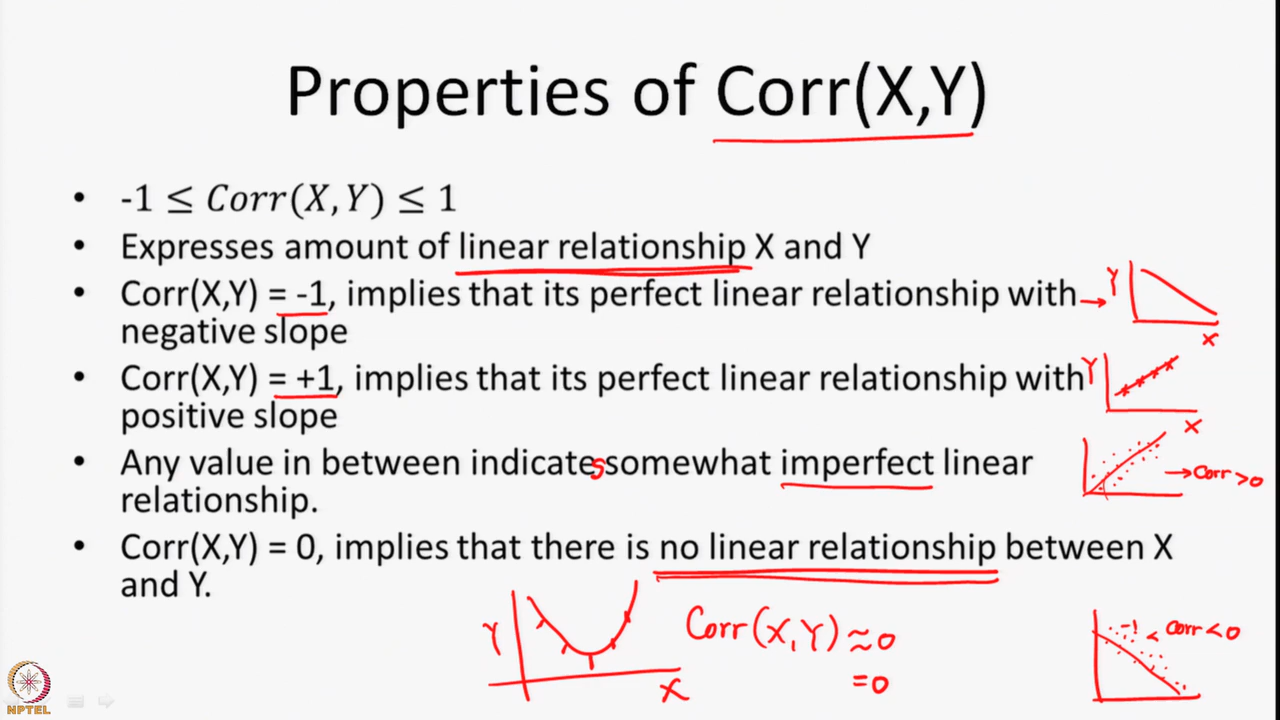 Properties of Corr(X,Y)
• -1 ≤ Corr(X, Y) ≤ 1
• Expresses amount of linear relationship X and Y
• Corr(X,Y) = -1, implies that its perfect linear relationship with →
negative slope
Y
X
• Corr(X,Y) = +1, implies that its perfect linear relationship with
positive slope
Y
X
• Any value in between indicates somewhat imperfect linear
relationship.
→ Corr > 0
• Corr(X,Y) = 0, implies that there is no linear relationship between X
and Y.
Y
X
Corr(X,Y) ≈ 0
= 0
-1 < Corr < 0
NPTEL